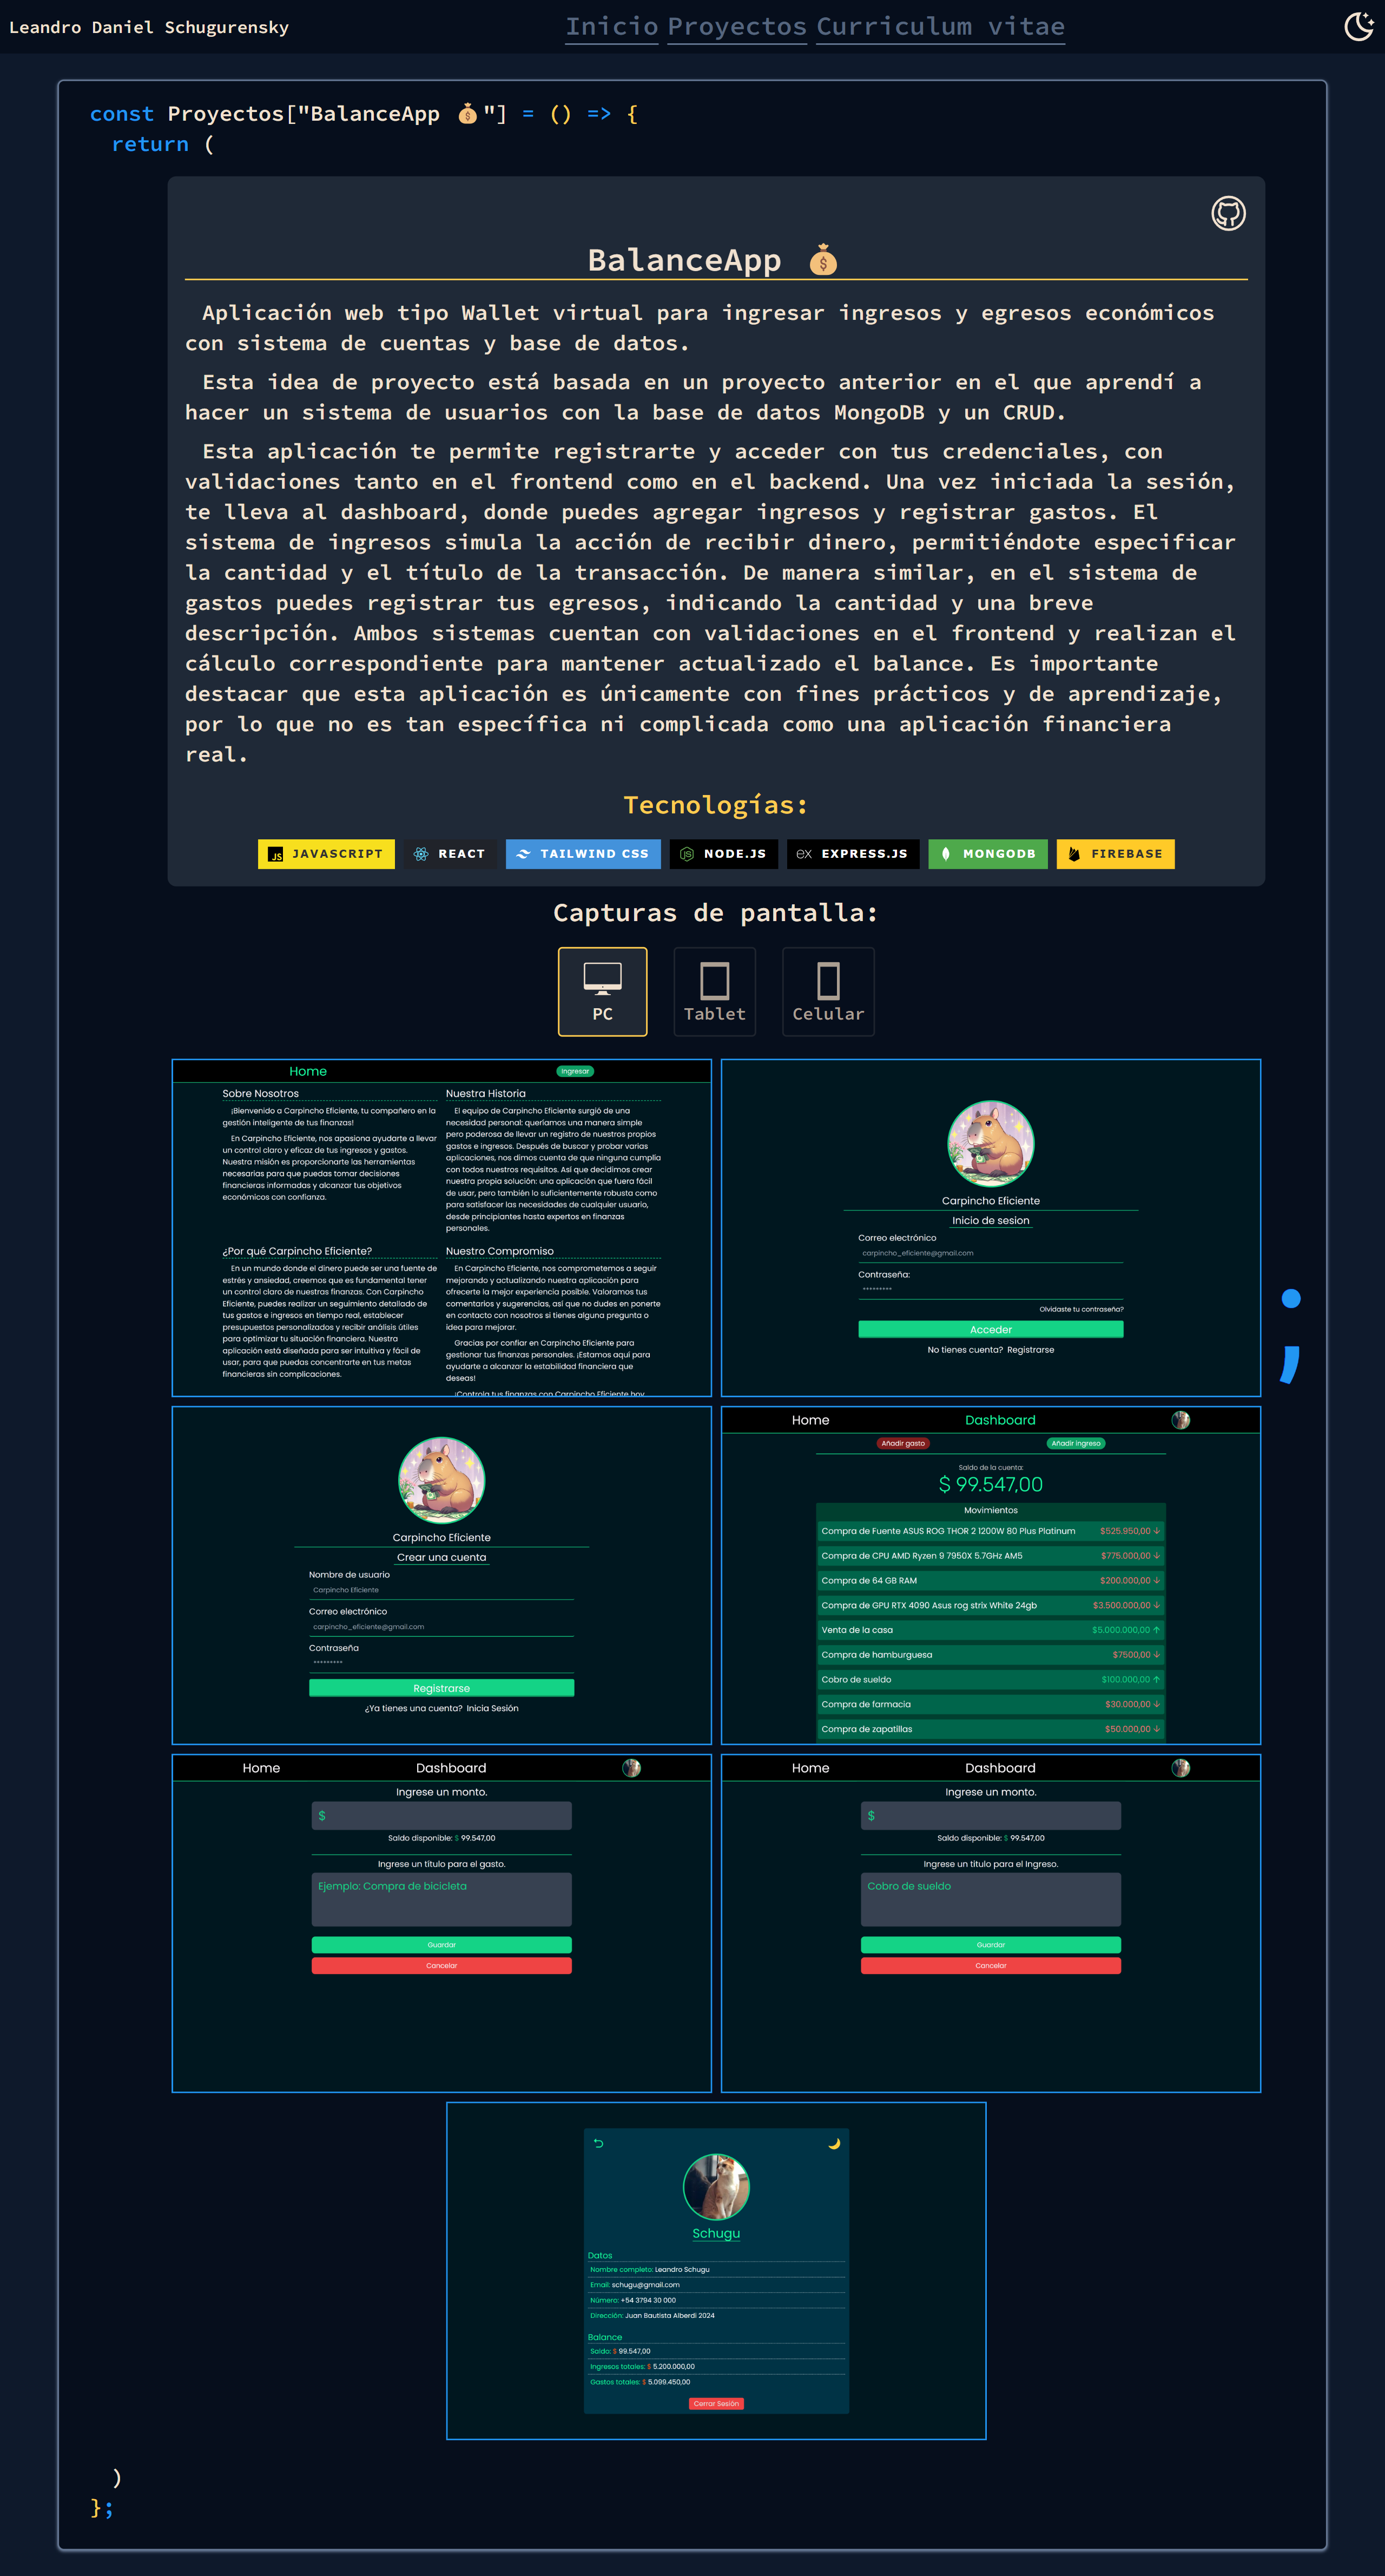 Leandro Daniel Schugurensky
Inicio Proyectos Curriculum vitae
const Proyectos["BalanceApp 💰"] = () => {
return (
BalanceApp 💰
Aplicación web tipo Wallet virtual para ingresar ingresos y egresos económicos
con sistema de cuentas y base de datos.
Esta idea de proyecto está basada en un proyecto anterior en el que aprendí a
hacer un sistema de usuarios con la base de datos MongoDB y un CRUD.
Esta aplicación te permite registrarte y acceder con tus credenciales, con
validaciones tanto en el frontend como en el backend. Una vez iniciada la sesión,
te lleva al dashboard, donde puedes agregar ingresos y registrar gastos. El
sistema de ingresos simula la acción de recibir dinero, permitiéndote especificar
la cantidad y el título de la transacción. De manera similar, en el sistema de
gastos puedes registrar tus egresos, indicando la cantidad y una breve
descripción. Ambos sistemas cuentan con validaciones en el frontend y realizan el
cálculo correspondiente para mantener actualizado el balance. Es importante
destacar que esta aplicación es únicamente con fines prácticos y de aprendizaje,
por lo que no es tan específica ni complicada como una aplicación financiera
real.
Tecnologías:
JS JAVASCRIPT REACT TAILWIND CSS NODE.JS EX EXPRESS.JS MONGODB FIREBASE
Capturas de pantalla:
PC Tablet Celular
Home Ingresar
Sobre Nosotros
¡Bienvenido a Carpincho Eficiente, tu compañero en la
gestión inteligente de tus finanzas!
En Carpincho Eficiente, nos apasiona ayudarte a llevar
un control claro y eficaz de tus ingresos y gastos.
Nuestra misión es proporcionarte las herramientas
necesarias para que puedas tomar decisiones
financieras informadas y alcanzar tus objetivos
económicos con confianza.
Nuestra Historia
El equipo de Carpincho Eficiente surgió de una
necesidad personal: queríamos una manera simple
pero poderosa de llevar un registro de nuestros propios
gastos e ingresos. Después de buscar y probar varias
aplicaciones, nos dimos cuenta de que ninguna cumplía
con todos nuestros requisitos. Así que decidimos crear
nuestra propia solución: una aplicación que fuera fácil
de usar, pero también lo suficientemente robusta como
para satisfacer las necesidades de cualquier usuario,
desde principiantes hasta expertos en finanzas
personales.
¿Por qué Carpincho Eficiente?
En un mundo donde el dinero puede ser una fuente de
estrés y ansiedad, creemos que es fundamental tener
un control claro de nuestras finanzas. Con Carpincho
Eficiente, puedes realizar un seguimiento detallado de
tus gastos e ingresos en tiempo real, establecer
presupuestos personalizados y recibir análisis útiles
para optimizar tu situación financiera. Nuestra
aplicación está diseñada para ser intuitiva y fácil de
usar, para que puedas concentrarte en tus metas
financieras sin complicaciones.
Nuestro Compromiso
En Carpincho Eficiente, nos comprometemos a seguir
mejorando y actualizando nuestra aplicación para
ofrecerte la mejor experiencia posible. Valoramos tus
comentarios y sugerencias, así que no dudes en ponerte
en contacto con nosotros si tienes alguna pregunta o
idea para mejorar.
Gracias por confiar en Carpincho Eficiente para
gestionar tus finanzas personales. ¡Estamos aquí para
ayudarte a alcanzar la estabilidad financiera que
deseas!
¡Controla tus finanzas con Carpincho Eficiente hoy
Carpincho Eficiente
Inicio de sesion
Correo electrónico
carpincho_eficiente@gmail.com
Contraseña:
*********
Olvidaste tu contraseña?
Acceder
No tienes cuenta? Registrarse
;
Carpincho Eficiente
Crear una cuenta
Nombre de usuario
Carpincho Eficiente
Correo electrónico
carpincho_eficiente@gmail.com
Contraseña
*********
Registrarse
¿Ya tienes una cuenta? Inicia Sesión
Home Dashboard
Añadir gasto Añadir ingreso
Saldo de la cuenta:
$ 99.547,00
Movimientos
Compra de Fuente ASUS ROG THOR 2 1200W 80 Plus Platinum $525.950,00 ↓
Compra de CPU AMD Ryzen 9 7950X 5.7GHz AM5 $775.000,00 ↓
Compra de 64 GB RAM $200.000,00 ↓
Compra de GPU RTX 4090 Asus rog strix White 24gb $3.500.000,00 ↓
Venta de la casa $5.000.000,00 ↑
Compra de hamburguesa $7500,00 ↓
Cobro de sueldo $100.000,00 ↑
Compra de farmacia $30.000,00 ↓
Compra de zapatillas $50.000,00 ↓
Home Dashboard
Ingrese un monto.
$
Saldo disponible: $ 99.547,00
Ingrese un titulo para el gasto.
Ejemplo: Compra de bicicleta
Guardar
Cancelar
Home Dashboard
Ingrese un monto.
$
Saldo disponible: $ 99.547,00
Ingrese un titulo para el Ingreso.
Cobro de sueldo
Guardar
Cancelar
Schugu
Datos
Nombre completo: Leandro Schugu
Email: schugu@gmail.com
Número: +54 3794 30 000
Dirección: Juan Bautista Alberdi 2024
Balance
Saldo: $ 99.547,00
Ingresos totales: $ 5.200.000,00
Gastos totales: $ 5.099.450,00
Cerrar Sesión
)
};